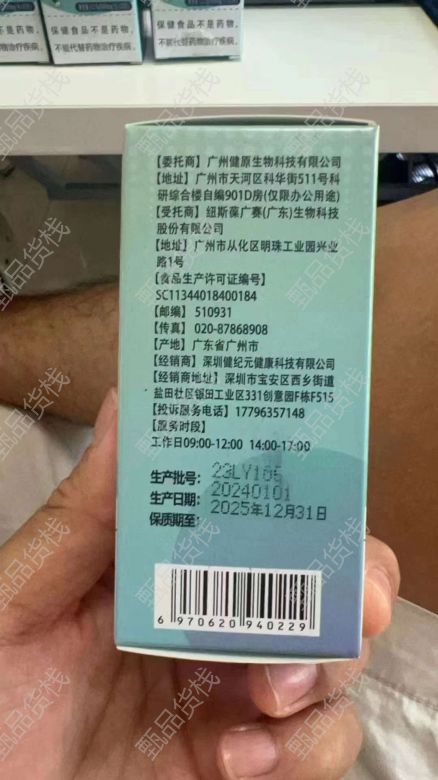 保健食品不是药物，
不能代替药物治疗疾病。
保健食品不是药物，
不能代替药物治疗疾病。
【委托商】广州健原生物科技有限公司
【地址】广州市天河区科华街511号科
研综合楼自编901D房(仅限办公用途)
【受托商】纽斯葆广赛(广东)生物科技
股份有限公司
【地址】广州市从化区明珠工业园兴业
路1号
【食品生产许可证编号】
SC11344018400184
【邮编】 510931
【传真】 020-87868908
【产地】广东省广州市
【经销商】深圳健纪元健康科技有限公司
【经销商地址】深圳市宝安区西乡街道
盐田社区银田工业区331创意园F栋F515
【投诉服务电话】17796357148
【服务时段】
工作日09:00-12:00 14:00-17:00
生产批号： 23LY165
生产日期： 20240101
保质期至： 2025年12月31日
6 970620 940229
甄品货栈